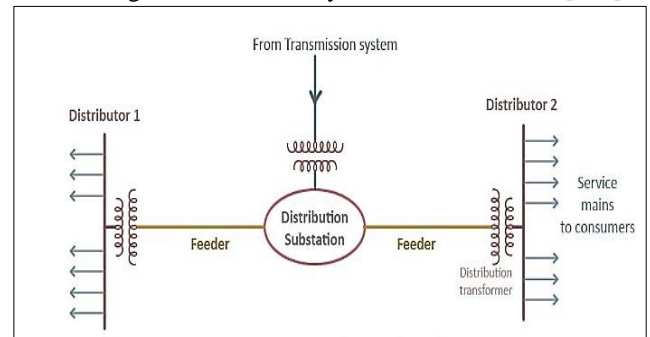 From Transmission system
Distributor 1
Distributor 2
Distribution
Substation
Feeder
Feeder
Service
mains
to consumers
Distribution
transformer